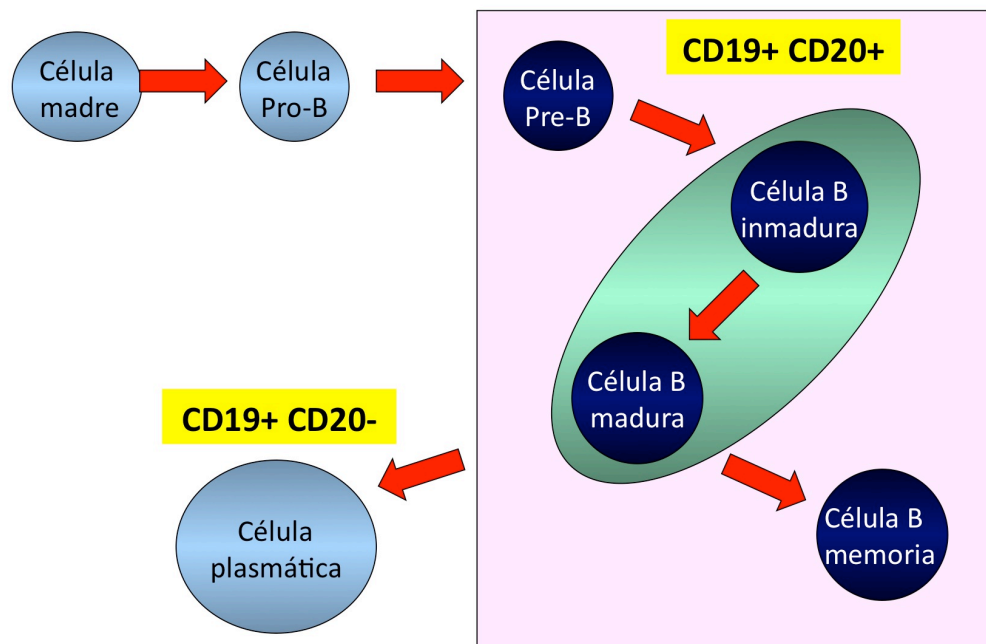 Célula
madre
Célula
Pro-B
CD19+ CD20+
Célula
Pre-B
Célula B
inmadura
Célula B
madura
CD19+ CD20-
Célula
plasmática
Célula B
memoria